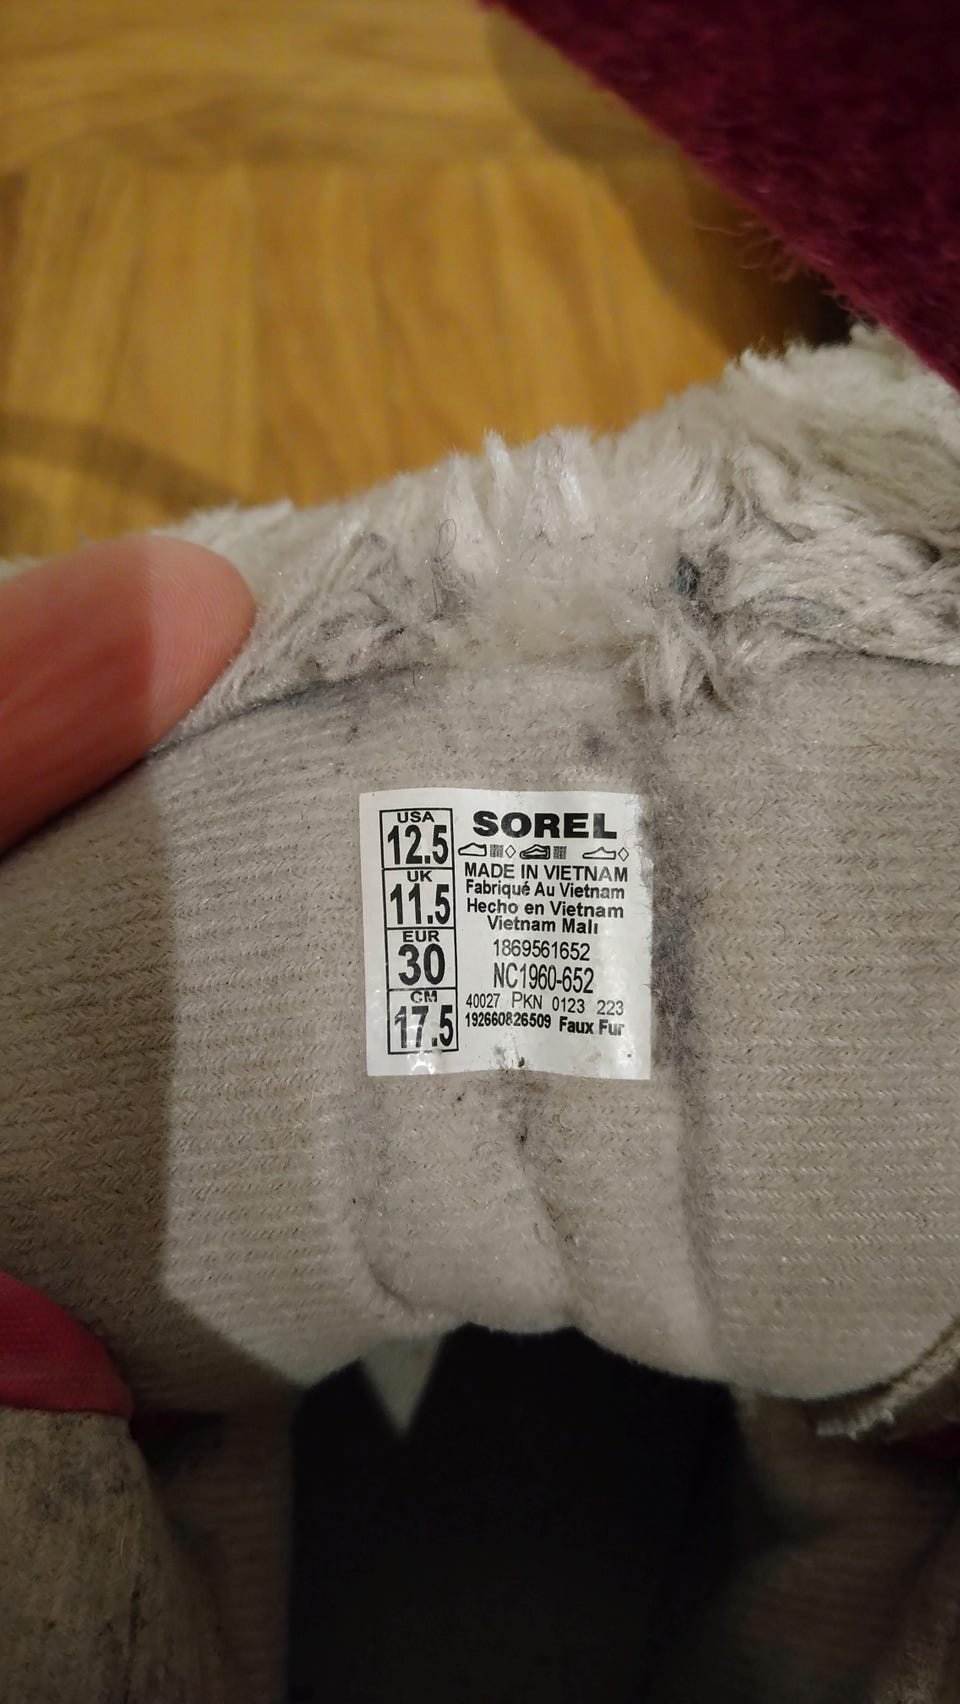 USA
12.5
UK
11.5
EUR
30
CM
17.5
SOREL
MADE IN VIETNAM
Fabriqué Au Vietnam
Hecho en Vietnam
Vietnam Malı
1869561652
NC1960-652
40027 PKN 0123 223
192660826509 Faux Fur